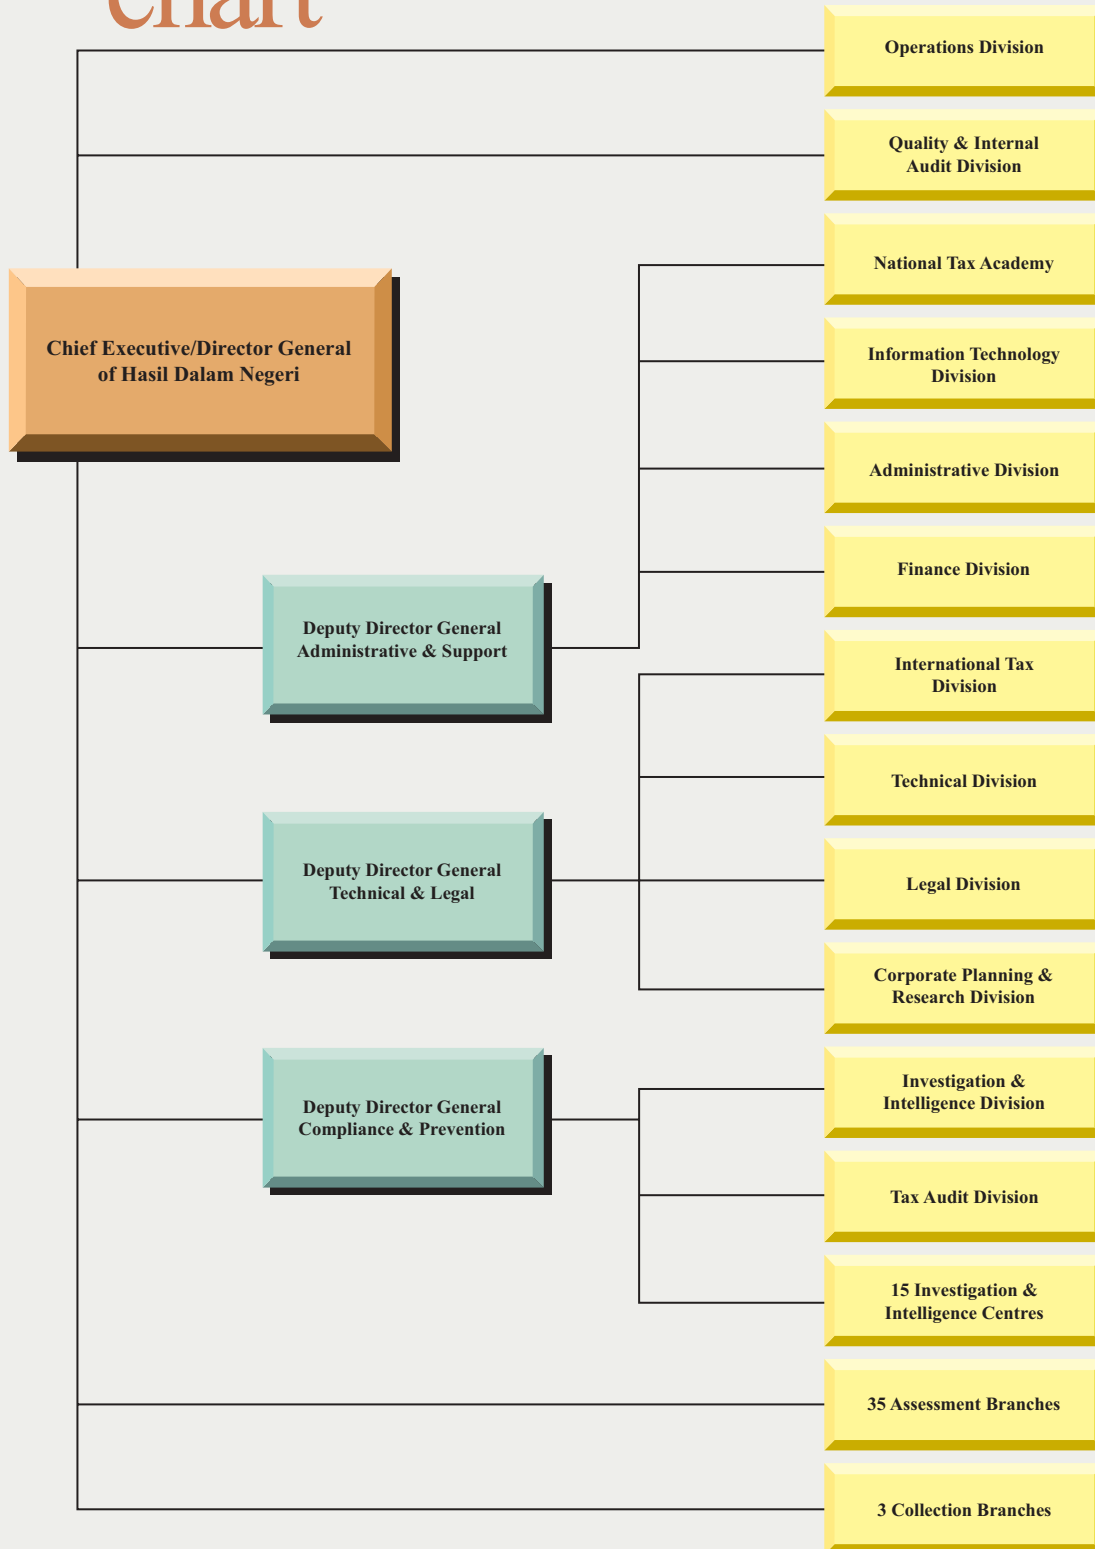 chart
Operations Division
Quality & Internal
Audit Division
National Tax Academy
Chief Executive/Director General
of Hasil Dalam Negeri
Information Technology
Division
Administrative Division
Finance Division
Deputy Director General
Administrative & Support
International Tax
Division
Technical Division
Deputy Director General
Technical & Legal
Legal Division
Corporate Planning &
Research Division
Deputy Director General
Compliance & Prevention
Investigation &
Intelligence Division
Tax Audit Division
15 Investigation &
Intelligence Centres
35 Assessment Branches
3 Collection Branches